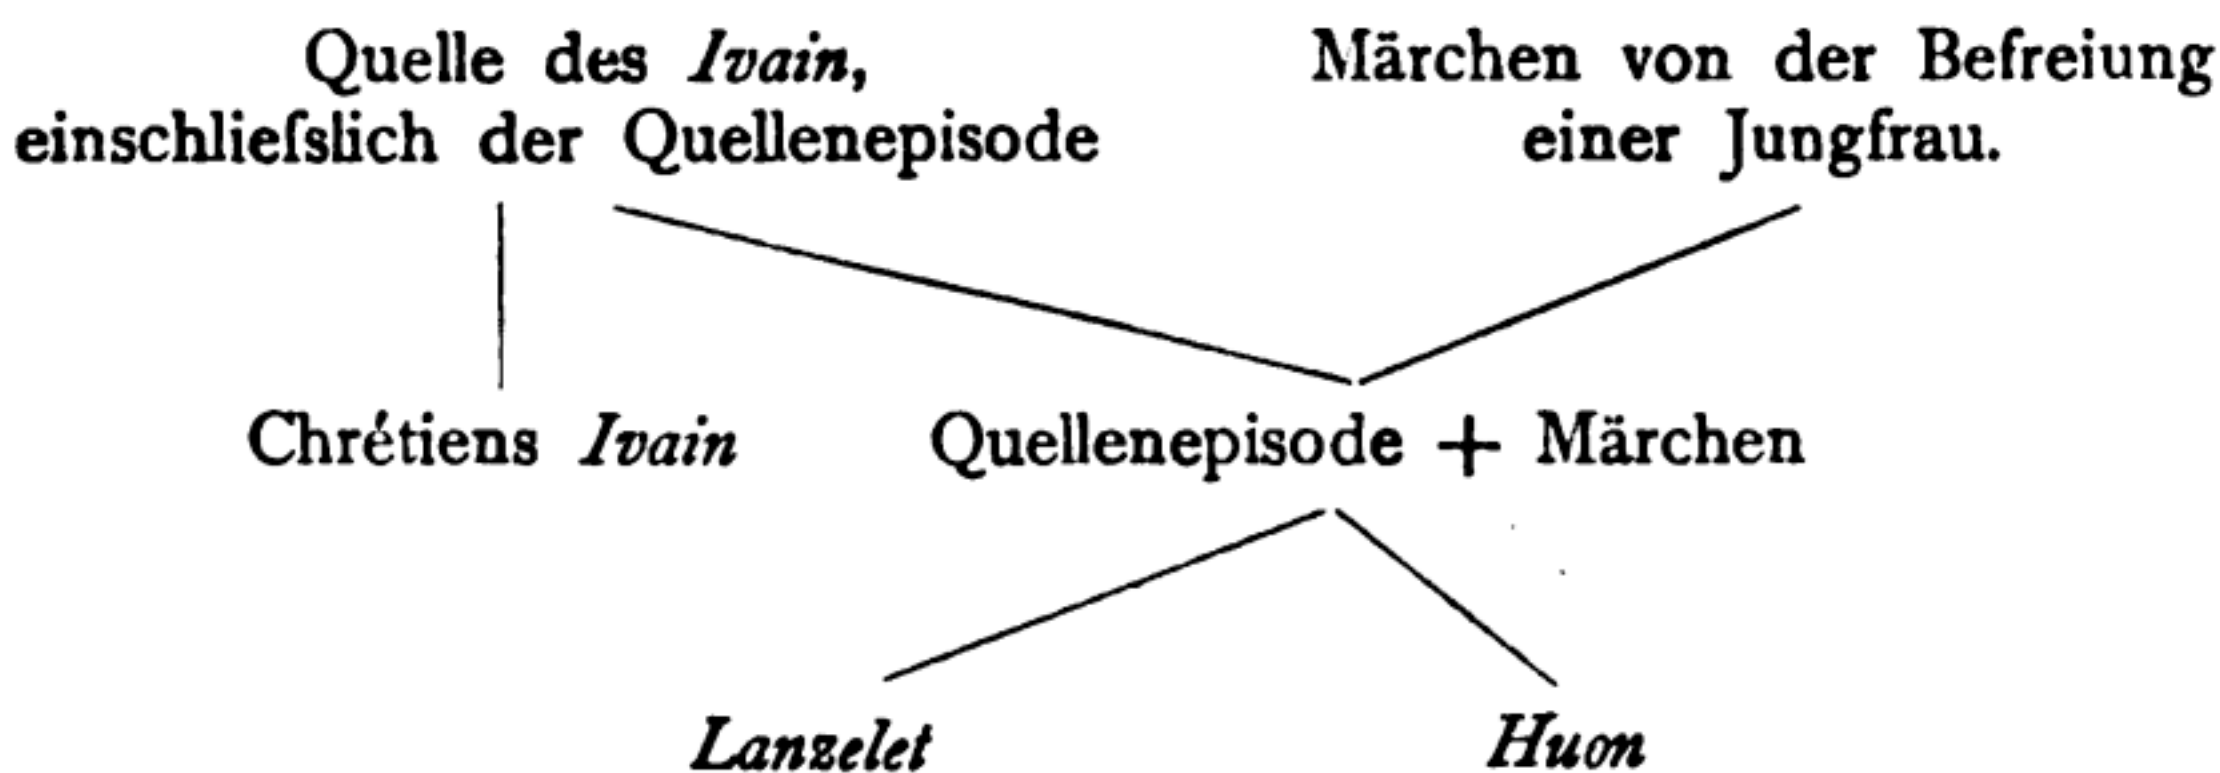 Quelle des Ivain,
einschlieſslich der Quellenepisode
Märchen von der Befreiung
einer Jungfrau.
Chrétiens Ivain
Quellenepisode + Märchen
Lanzelet
Huon